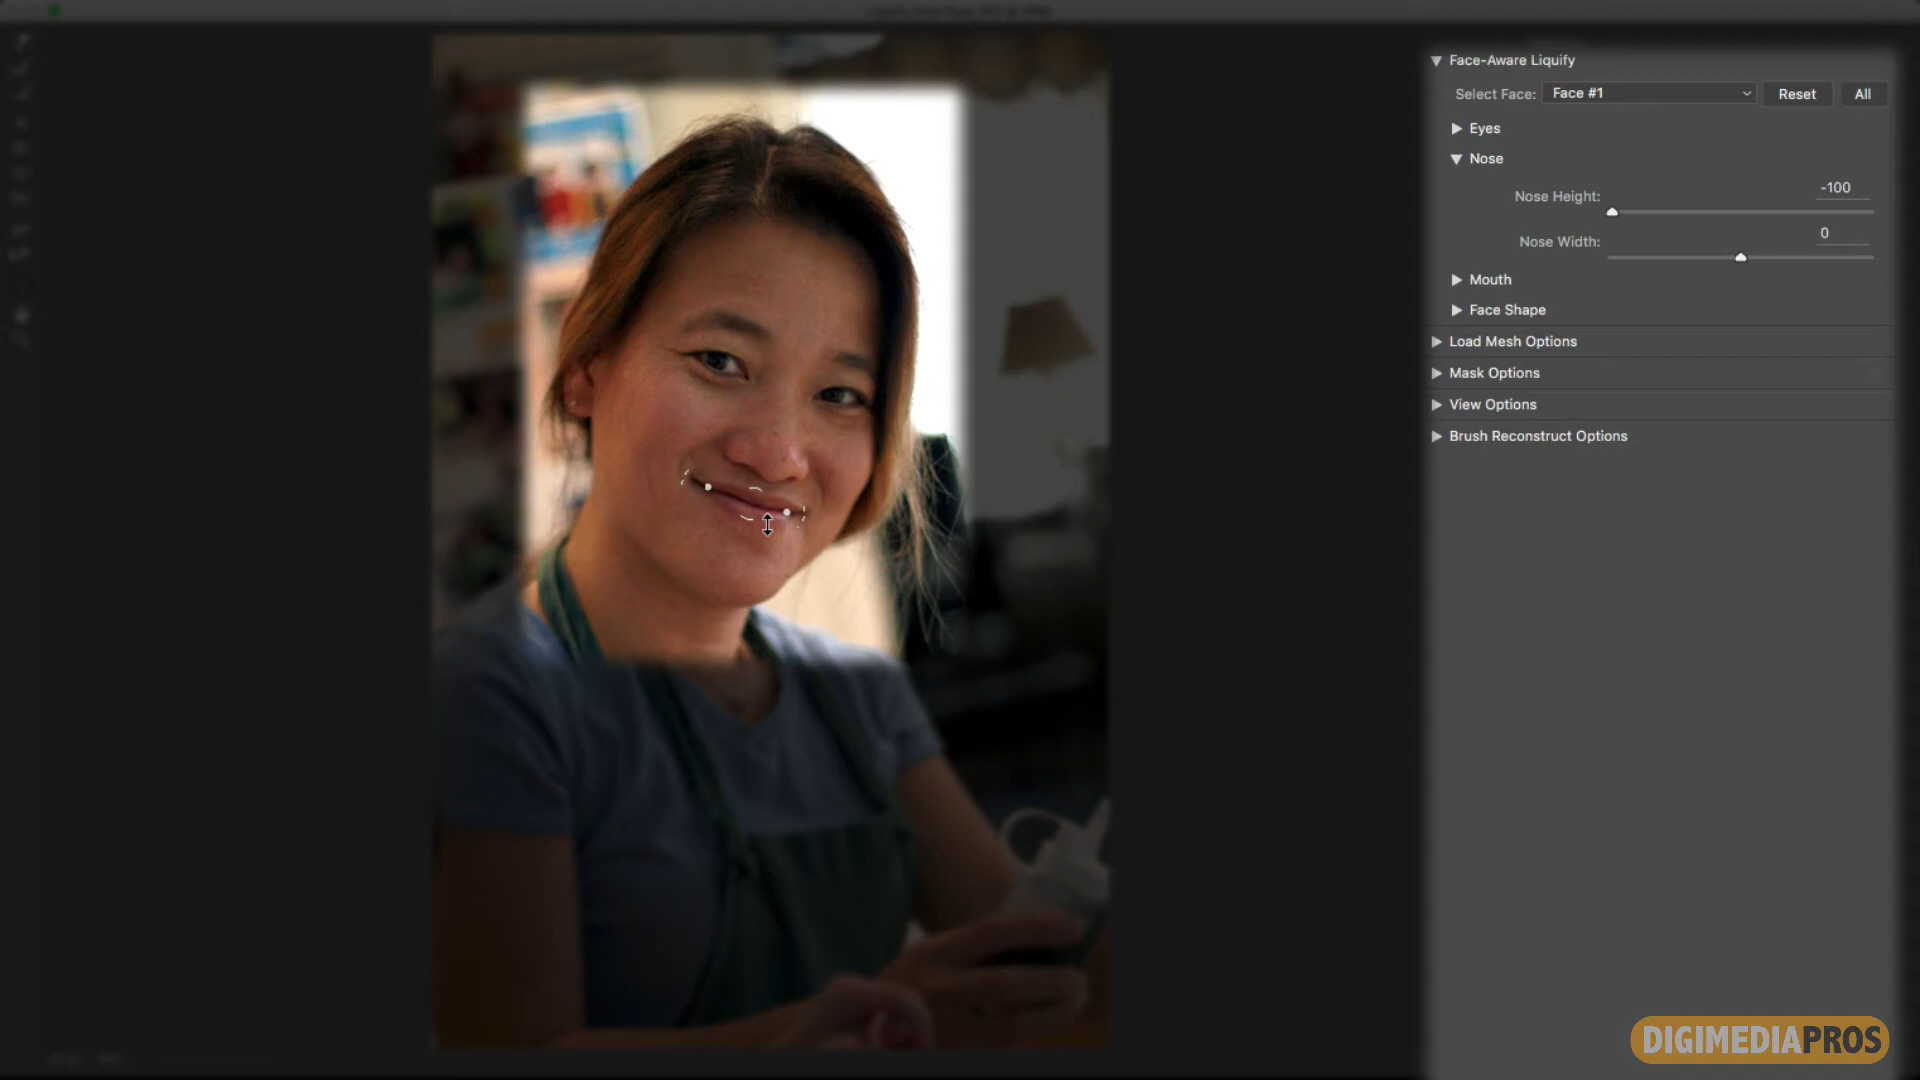 Face-Aware Liquify
Select Face: Face #1 Reset All
Eyes
Nose
Nose Height: -100
Nose Width: 0
Mouth
Face Shape
Load Mesh Options
Mask Options
View Options
Brush Reconstruct Options
DIGIMEDIAPROS